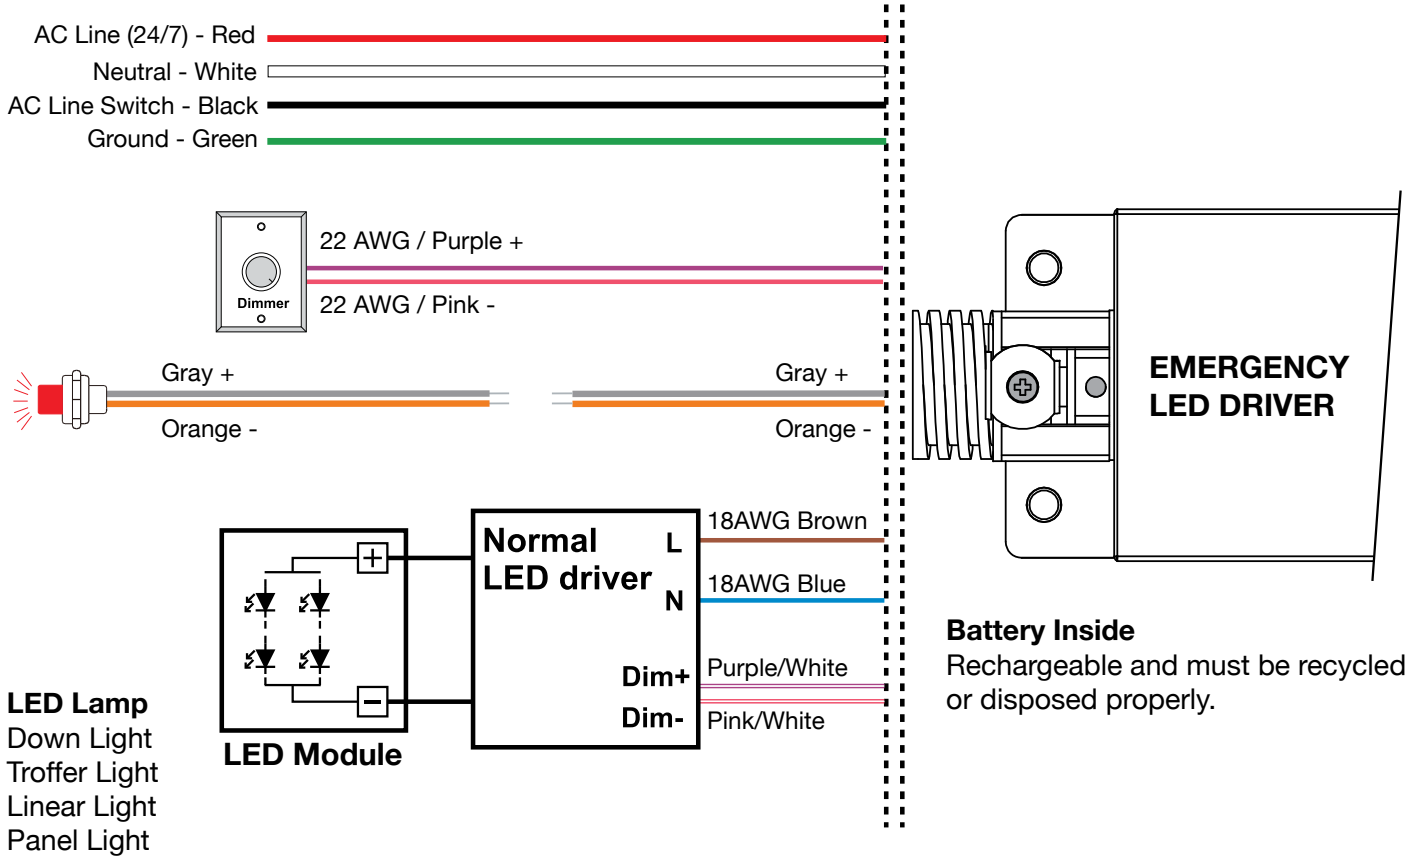 AC Line (24/7) - Red
Neutral - White
AC Line Switch - Black
Ground - Green
22 AWG / Purple +
Dimmer
22 AWG / Pink -
Gray +
Orange -
Gray +
Orange -
EMERGENCY
LED DRIVER
Normal
LED driver
L
N
Dim+
Dim-
18AWG Brown
18AWG Blue
Purple/White
Pink/White
+
-
LED Module
Battery Inside
Rechargeable and must be recycled
or disposed properly.
LED Lamp
Down Light
Troffer Light
Linear Light
Panel Light